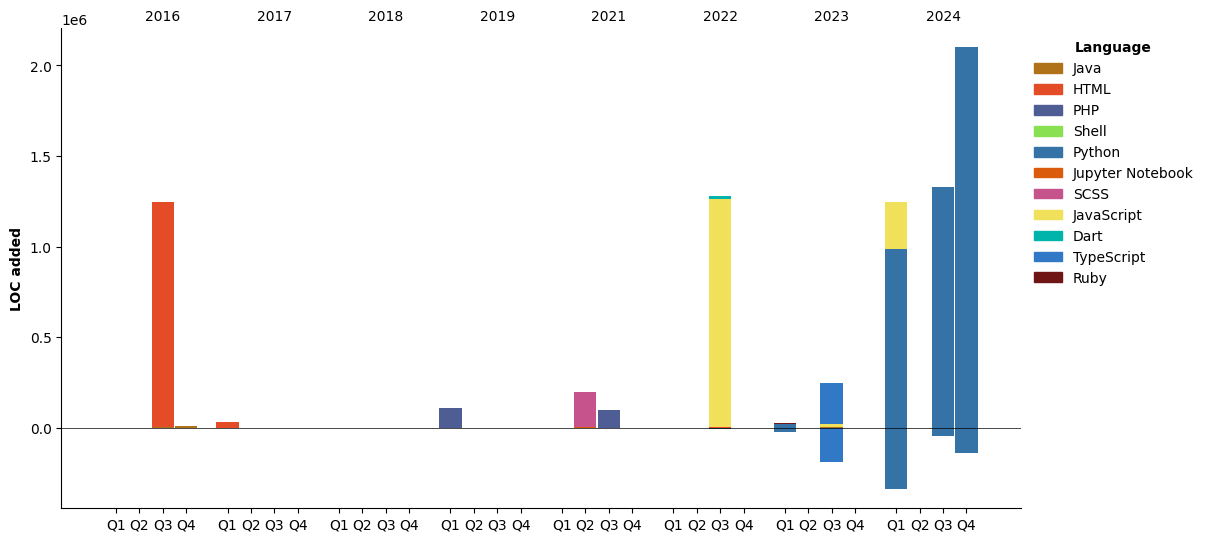 2016 2017 2018 2019 2021 2022 2023 2024
1e6
2.0
1.5
1.0
0.5
0.0
LOC added
Q1 Q2 Q3 Q4 Q1 Q2 Q3 Q4 Q1 Q2 Q3 Q4 Q1 Q2 Q3 Q4 Q1 Q2 Q3 Q4 Q1 Q2 Q3 Q4 Q1 Q2 Q3 Q4 Q1 Q2 Q3 Q4
Language
Java
HTML
PHP
Shell
Python
Jupyter Notebook
SCSS
JavaScript
Dart
TypeScript
Ruby